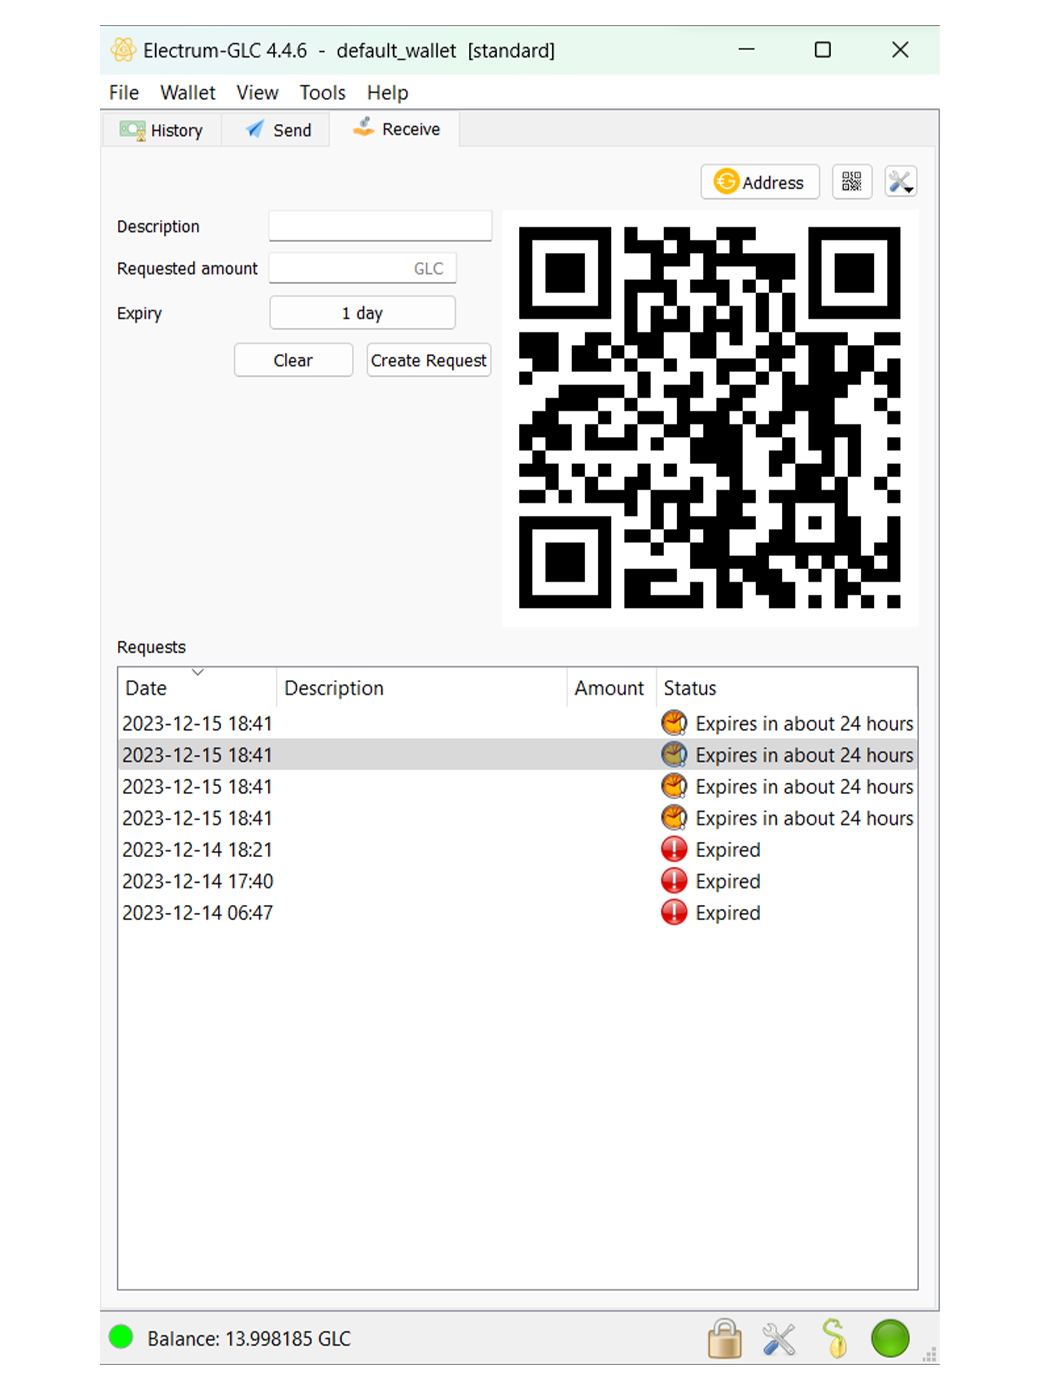 Electrum-GLC 4.4.6 - default_wallet [standard]
File Wallet View Tools Help
History Send Receive
Address
Description
Requested amount GLC
Expiry 1 day
Clear Create Request
Requests
Date Description Amount Status
2023-12-15 18:41 Expires in about 24 hours
2023-12-15 18:41 Expires in about 24 hours
2023-12-15 18:41 Expires in about 24 hours
2023-12-15 18:41 Expires in about 24 hours
2023-12-14 18:21 Expired
2023-12-14 17:40 Expired
2023-12-14 06:47 Expired
Balance: 13.998185 GLC